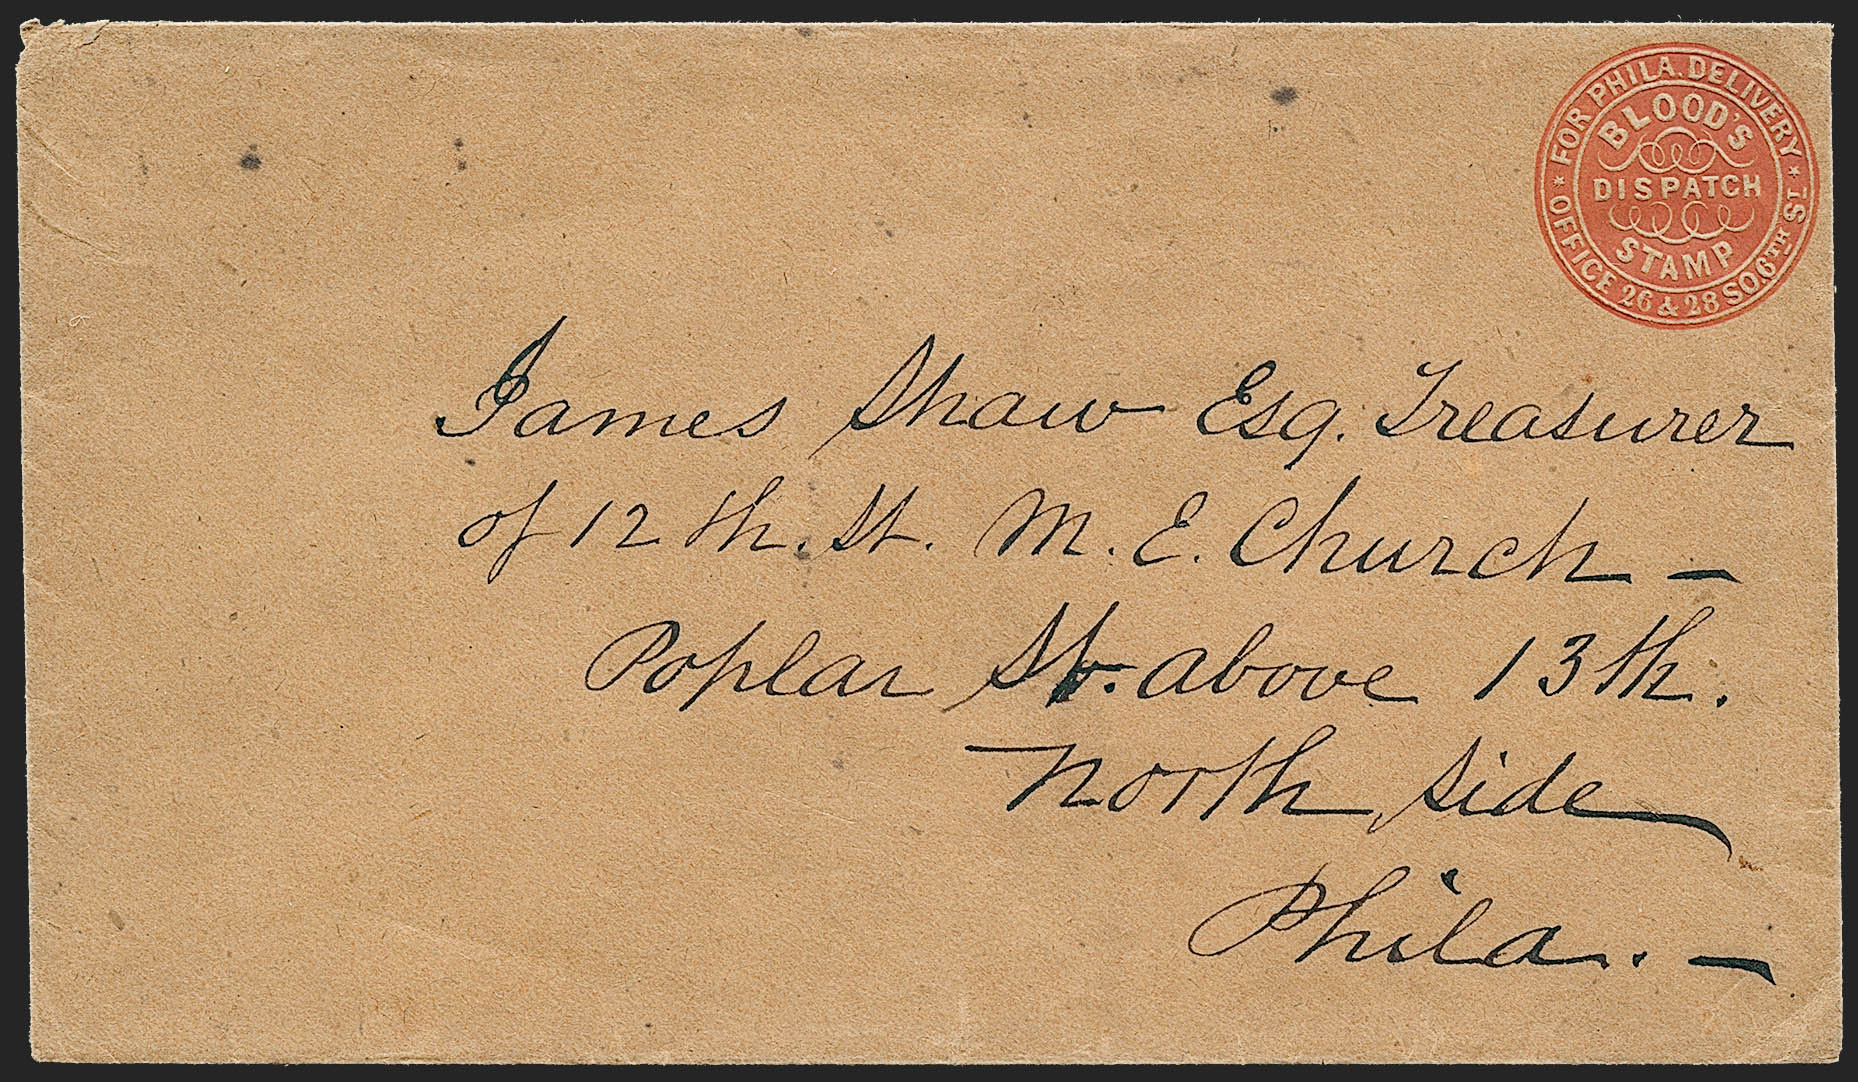 FOR PHILA. DELIVERY
BLOOD'S
DISPATCH
STAMP
* OFFICE 26 & 28 SO. 6TH ST *
James Shaw Esq. Treasurer
of 12th. St. M. E. Church —
Poplar St. above 13th.
North Side
Phila. —